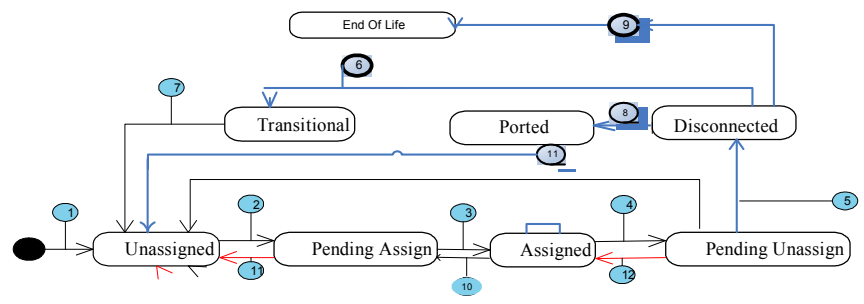 End Of Life
9
6
7
8
Transitional
Ported
Disconnected
11
1
2
3
4
5
Unassigned
Pending Assign
Assigned
Pending Unassign
11
10
12